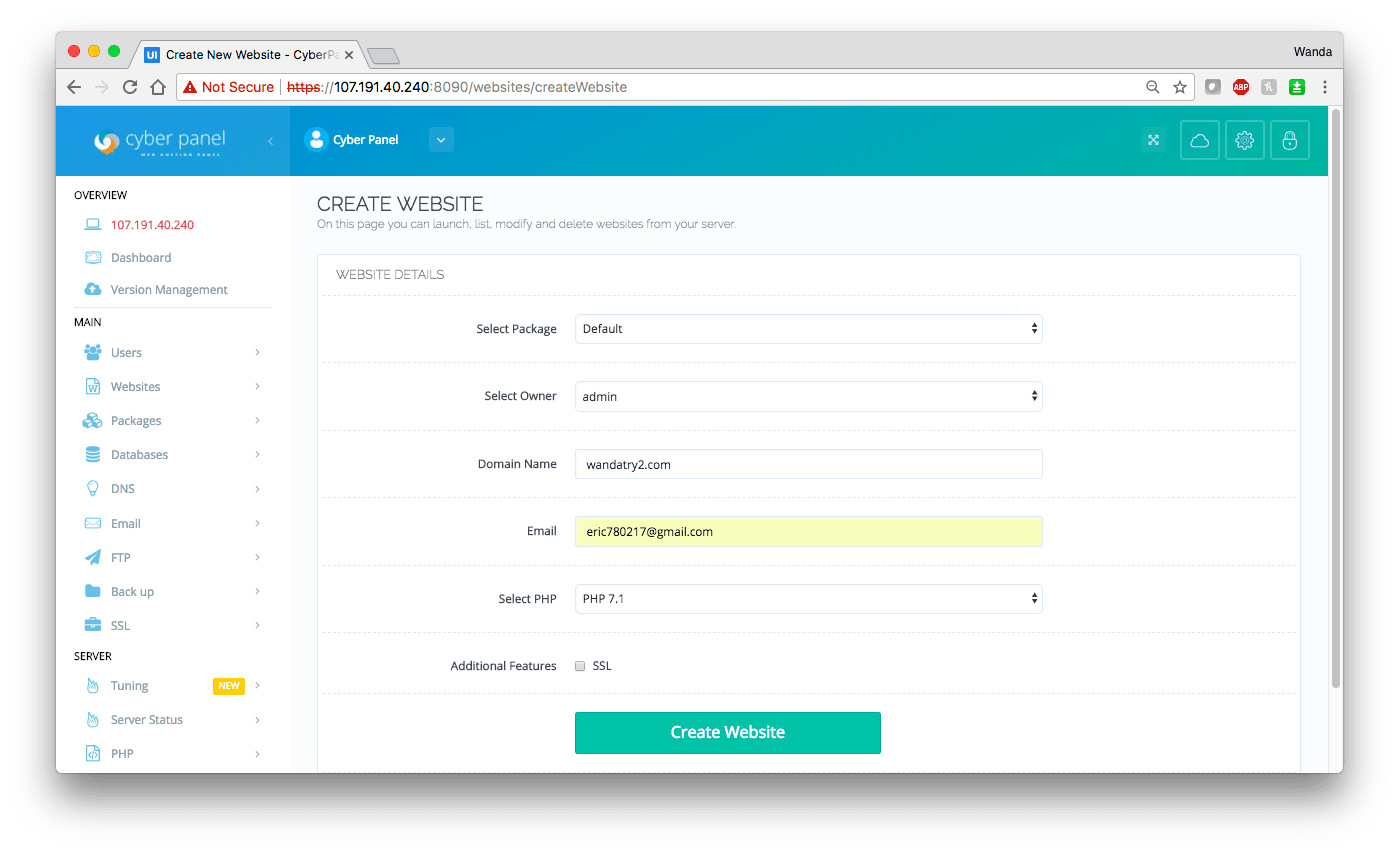 UI Create New Website - CyberPa
Wanda
Not Secure https://107.191.40.240:8090/websites/createWebsite
ABP
cyber panel
WEB HOSTING PANEL
Cyber Panel
OVERVIEW
107.191.40.240
Dashboard
Version Management
MAIN
Users
Websites
Packages
Databases
DNS
Email
FTP
Back up
SSL
SERVER
Tuning NEW
Server Status
PHP
CREATE WEBSITE
On this page you can launch, list, modify and delete websites from your server.
WEBSITE DETAILS
Select Package Default
Select Owner admin
Domain Name wandatry2.com
Email eric780217@gmail.com
Select PHP PHP 7.1
Additional Features SSL
Create Website